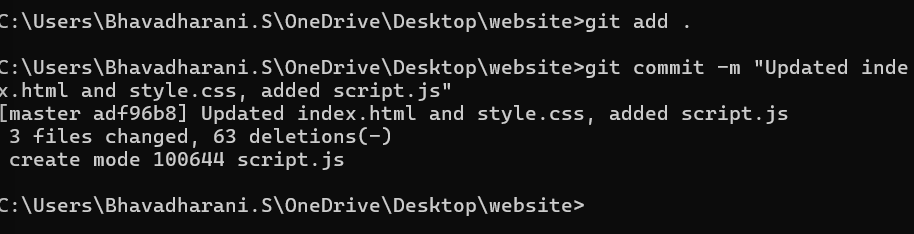 C:\Users\Bhavadharani.S\OneDrive\Desktop\website>git add .
C:\Users\Bhavadharani.S\OneDrive\Desktop\website>git commit -m "Updated inde
x.html and style.css, added script.js"
[master adf96b8] Updated index.html and style.css, added script.js
3 files changed, 63 deletions(-)
create mode 100644 script.js
C:\Users\Bhavadharani.S\OneDrive\Desktop\website>